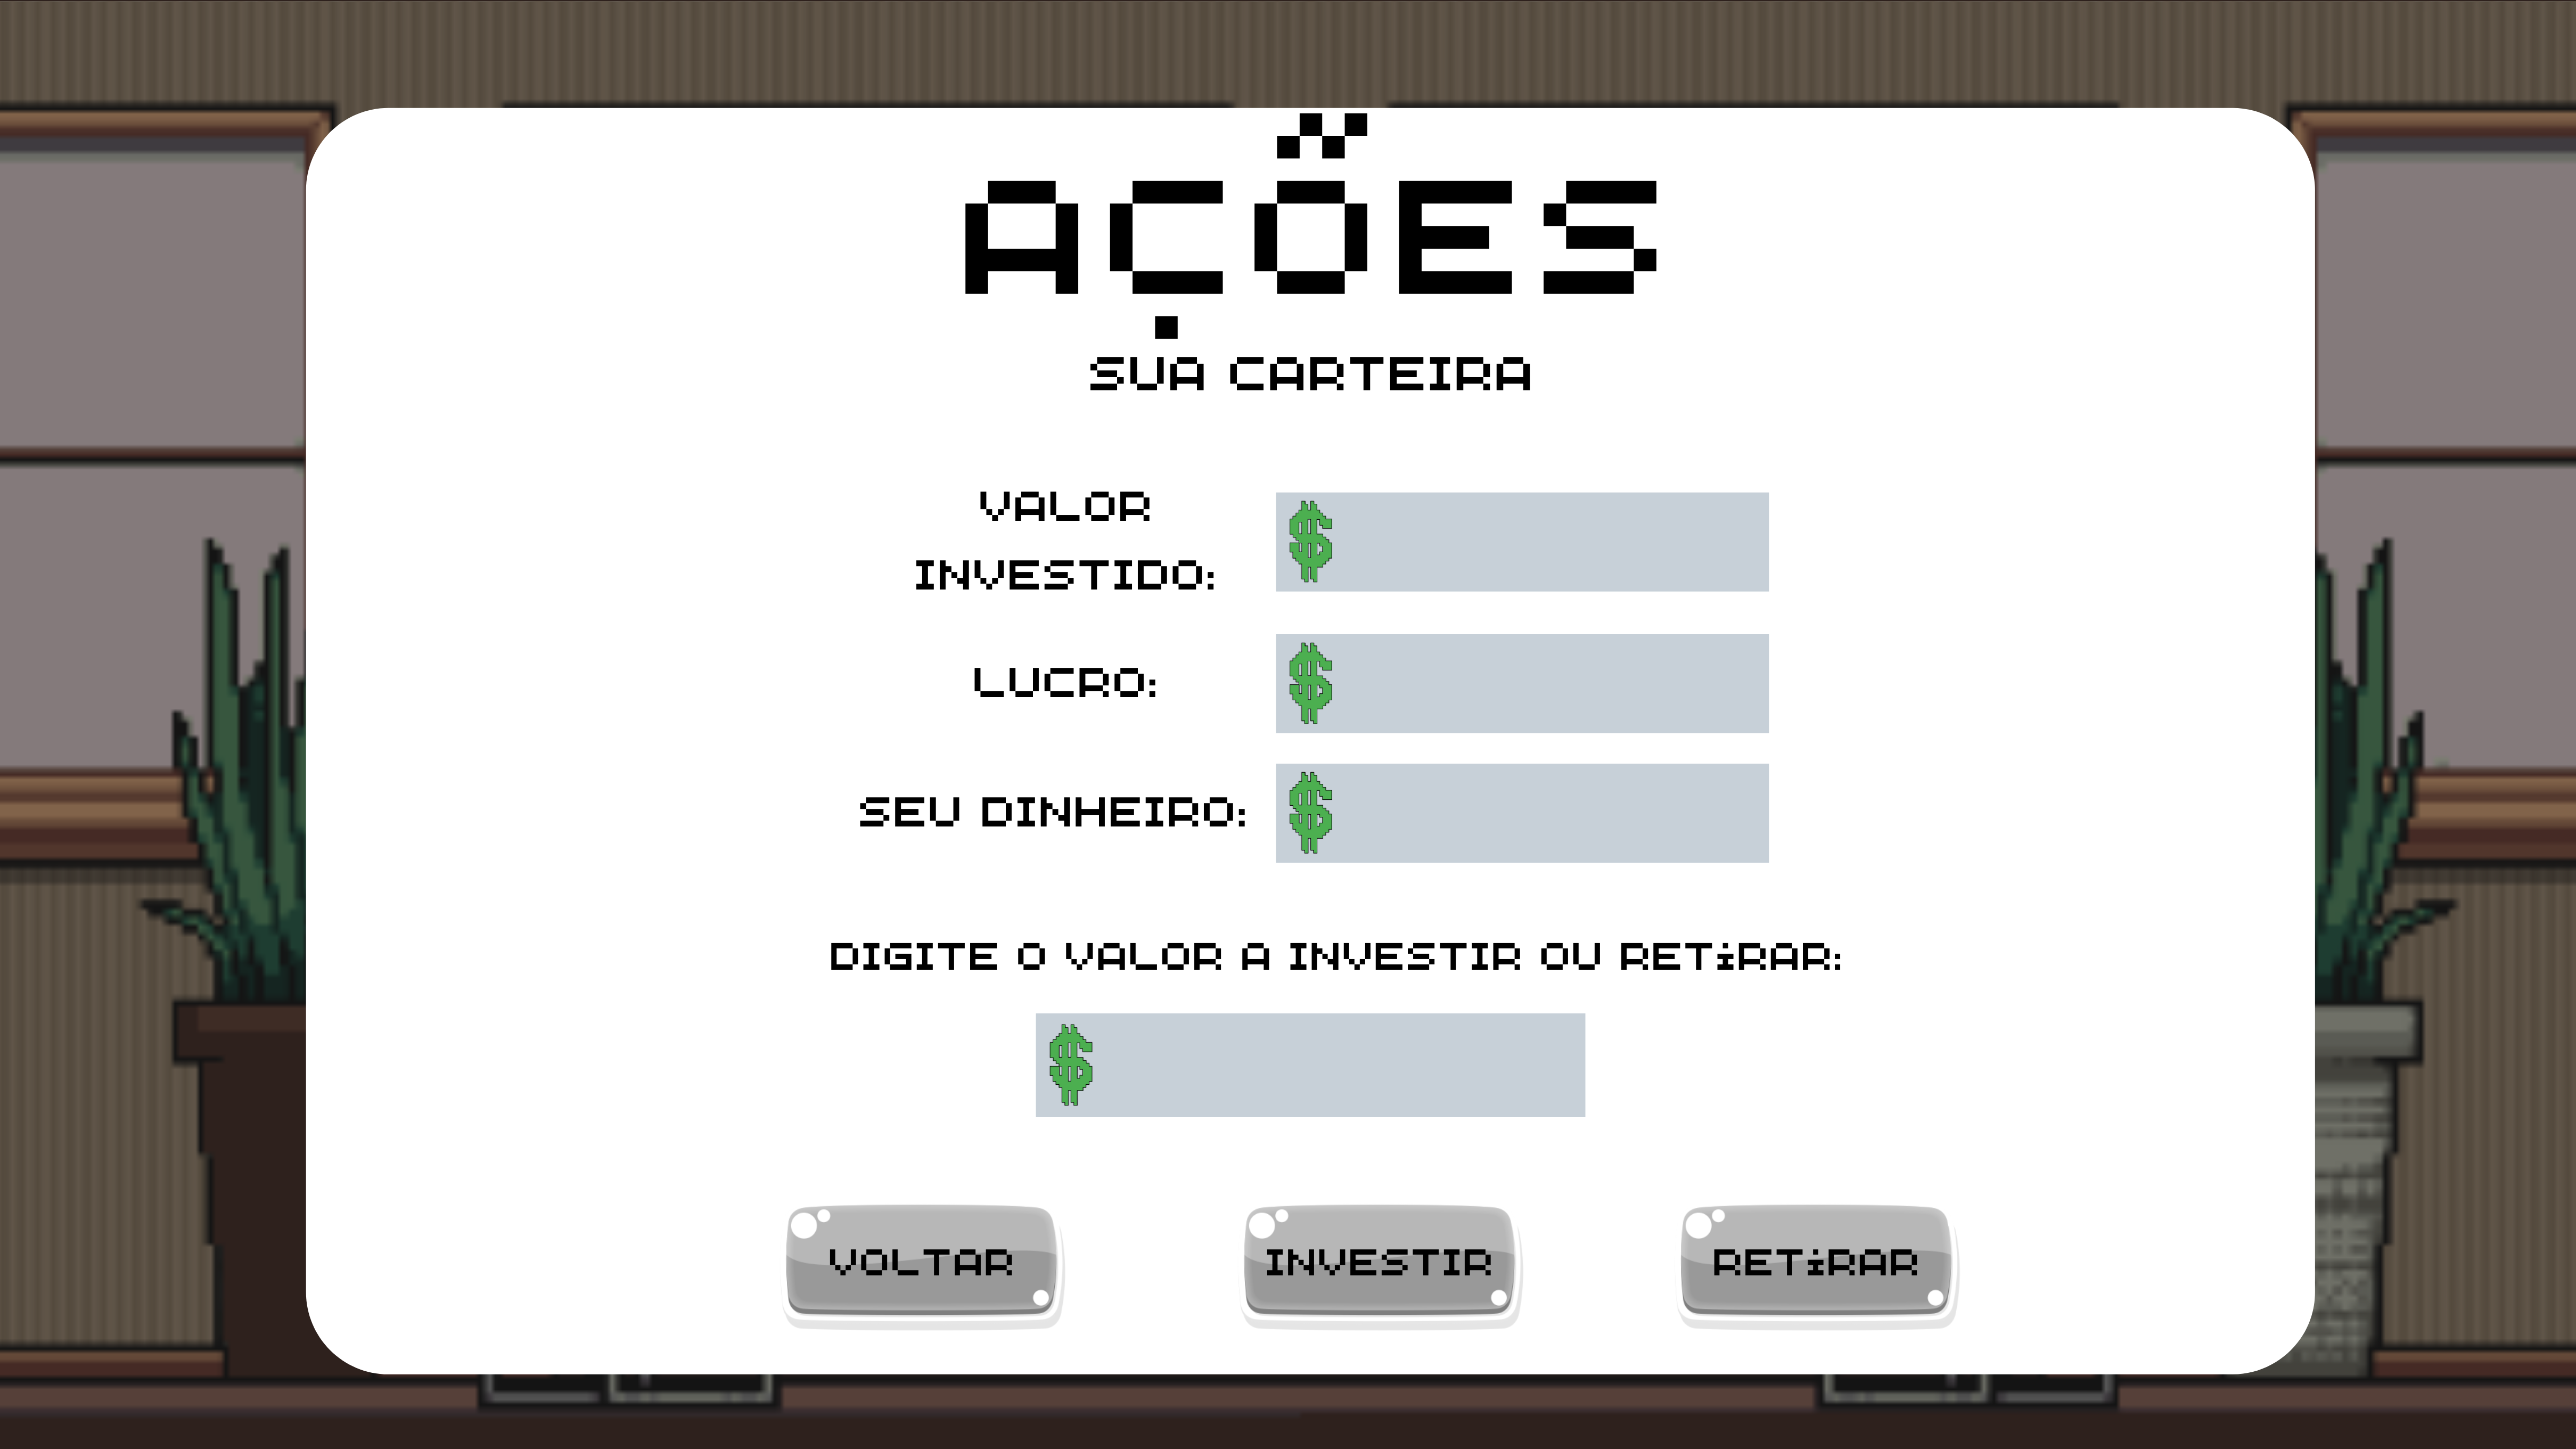 AÇÕES
SUA CARTEIRA
VALOR
INVESTIDO:
$
LUCRO:
$
SEU DINHEIRO:
$
DIGITE O VALOR A INVESTIR OU RETiRAR:
$
VOLTAR
INVESTIR
RETiRAR